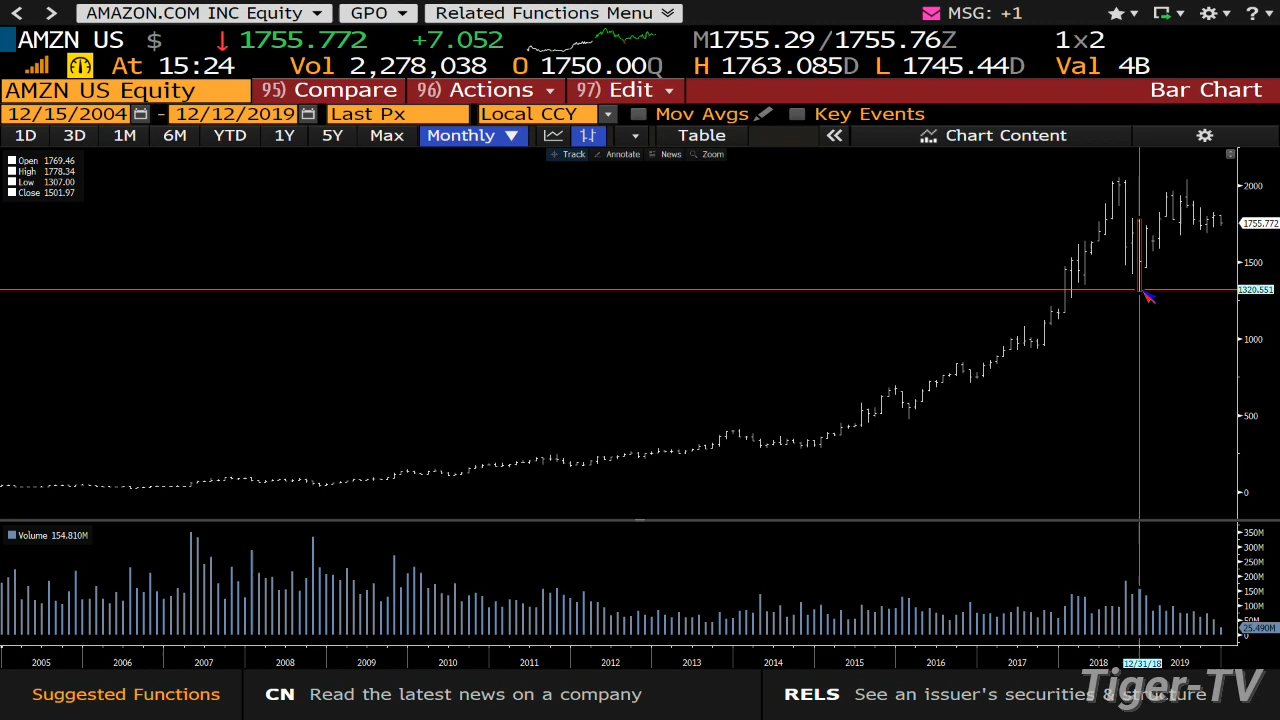 AMAZON.COM INC Equity GPO Related Functions Menu MSG: +1 ?
AMZN US $ ↓ 1755.772 +7.052 M1755.29/1755.76Z 1x2
At 15:24 Vol 2,278,038 O 1750.00Q H 1763.085D L 1745.44D Val 4B
AMZN US Equity 95) Compare 96) Actions 97) Edit Bar Chart
12/15/2004 - 12/12/2019 Last Px Local CCY Mov Avgs Key Events
1D 3D 1M 6M YTD 1Y 5Y Max Monthly Table « Chart Content
Track Annotate News Zoom
Open 1769.46
High 1778.34
Low 1307.00
Close 1501.97
2000
1755.772
1500
1320.551
1000
500
0
Volume 154.810M
350M
300M
250M
200M
150M
100M
50M
25.490M
0
2005 2006 2007 2008 2009 2010 2011 2012 2013 2014 2015 2016 2017 2018 12/31/18 2019
Suggested Functions CN Read the latest news on a company RELS See an issuer's securities & structure
Tiger-TV